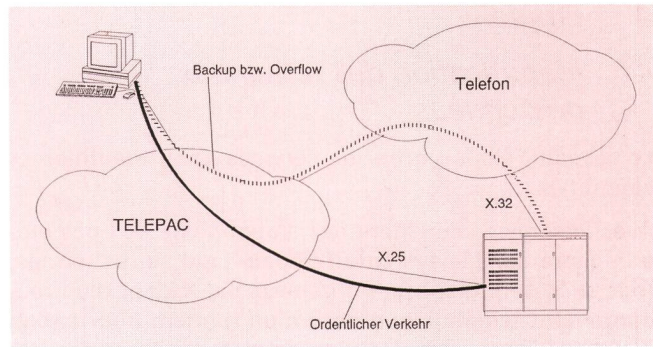 Backup bzw. Overflow
Telefon
X.32
TELEPAC
X.25
Ordentlicher Verkehr